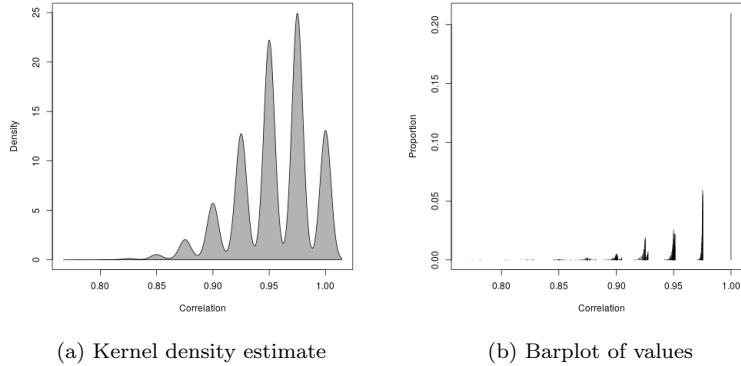 25
20
15
10
5
0
Density
0.80 0.85 0.90 0.95 1.00
Correlation
(a) Kernel density estimate
0.20
0.15
0.10
0.05
0.00
Proportion
0.80 0.85 0.90 0.95 1.00
Correlation
(b) Barplot of values